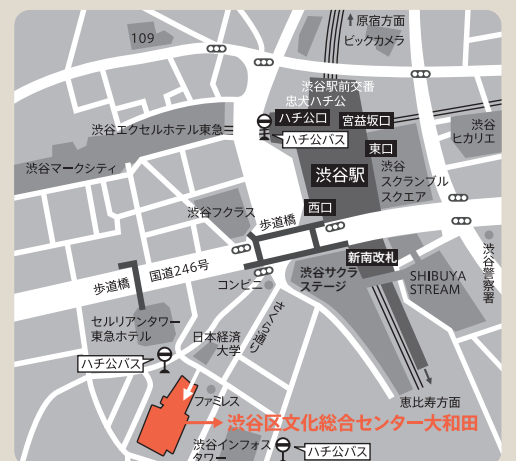 原宿方面
109
ビックカメラ
渋谷駅前交番
忠犬ハチ公
ハチ公口
宮益坂口
渋谷エクセルホテル東急
ハチ公バス
東口
渋谷
ヒカリエ
渋谷マークシティ
渋谷駅
渋谷
スクランブル
スクエア
西口
渋谷フクラス
歩道橋
新南改札
渋谷警察署
国道246号
歩道橋
コンビニ
渋谷サクラ
ステージ
SHIBUYA
STREAM
さくら通り
セルリアンタワー
東急ホテル
日本経済
大学
ハチ公バス
ファミレス
恵比寿方面
渋谷区文化総合センター大和田
渋谷インフォス
タワー
ハチ公バス